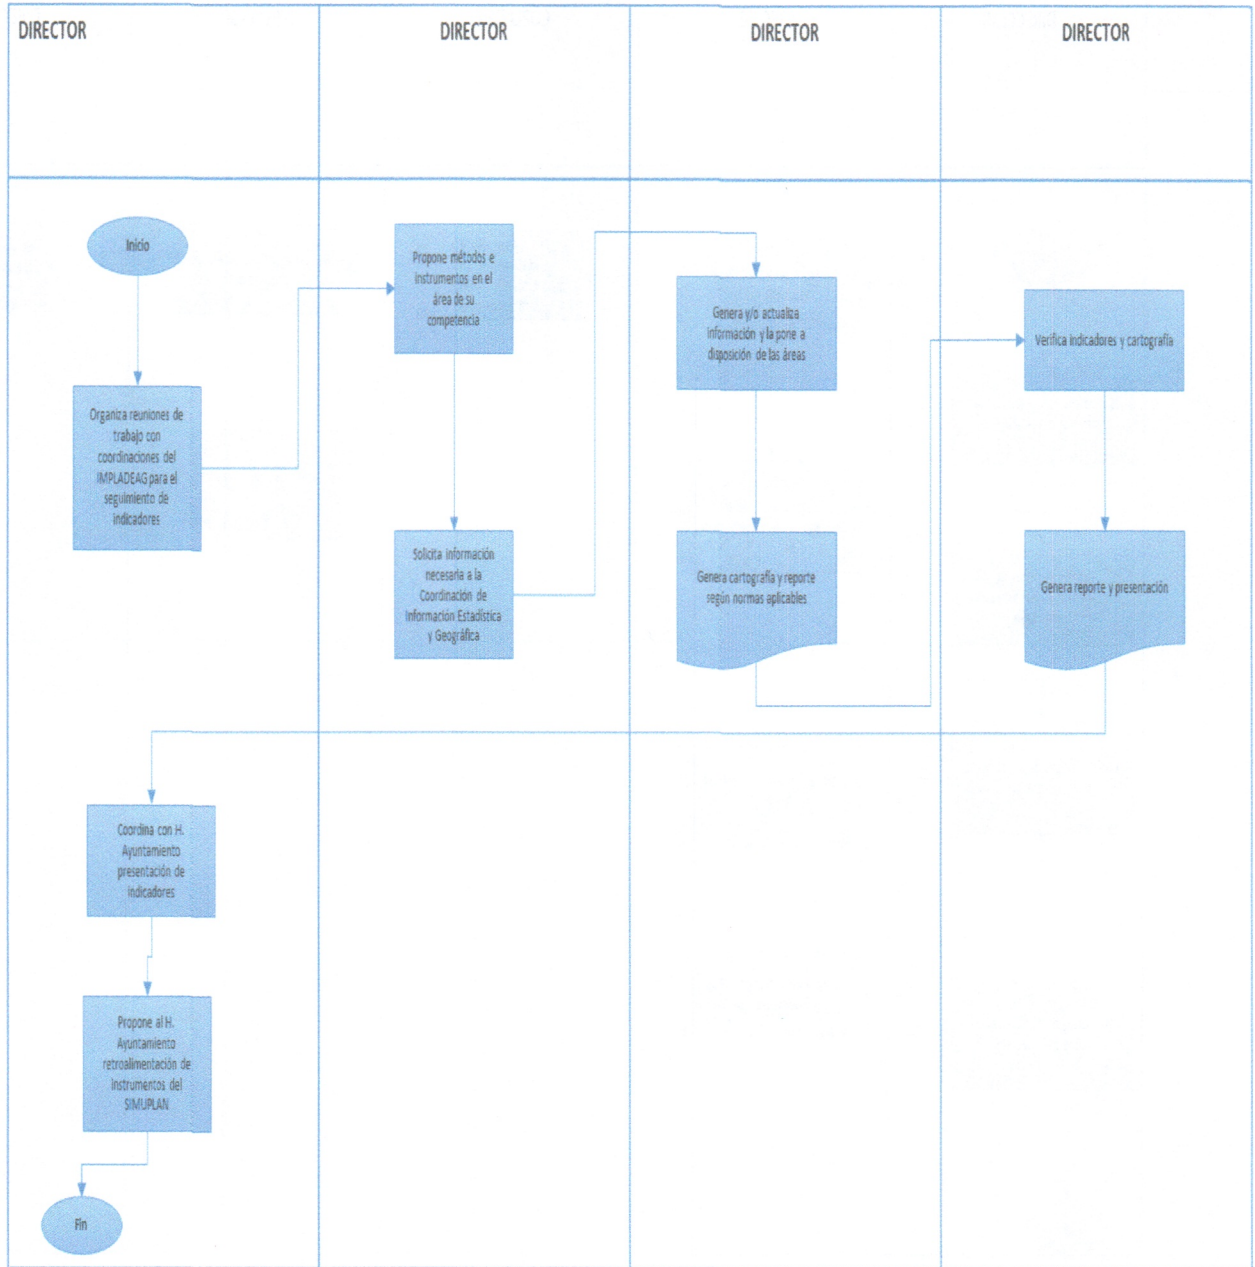 DIRECTOR
DIRECTOR
DIRECTOR
DIRECTOR
Inicio
Organiza reuniones de
trabajo con
coordinaciones del
IMPLADEAG para el
seguimiento de
indicadores
Propone métodos e
instrumentos en el
área de su
competencia
Solicita información
necesaria a la
Coordinación de
Información Estadística
y Geográfica
Genera y/o actualiza
información y la pone a
disposición de las áreas
Genera cartografía y reporte
según normas aplicables
Verifica indicadores y cartografía
Genera reporte y presentación
Coordina con H.
Ayuntamiento
presentación de
indicadores
Propone al H.
Ayuntamiento
retroalimentación de
instrumentos del
SIMUPLAN
Fin